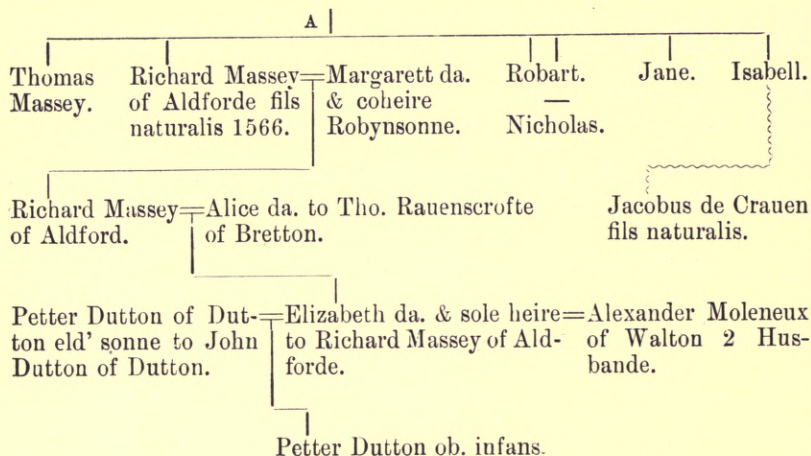 A
Thomas Massey.
Richard Massey of Aldforde fils naturalis 1566.
Margarett da. & coheire Robynsonne.
Robart.
—
Nicholas.
Jane.
Isabell.
Richard Massey of Aldford.
Alice da. to Tho. Rauenscrofte of Bretton.
Jacobus de Crauen fils naturalis.
Petter Dutton of Dut-
ton eld' sonne to John
Dutton of Dutton.
Elizabeth da. & sole heire
to Richard Massey of Ald-
forde.
Alexander Moleneux
of Walton 2 Hus-
bande.
Petter Dutton ob. infans.